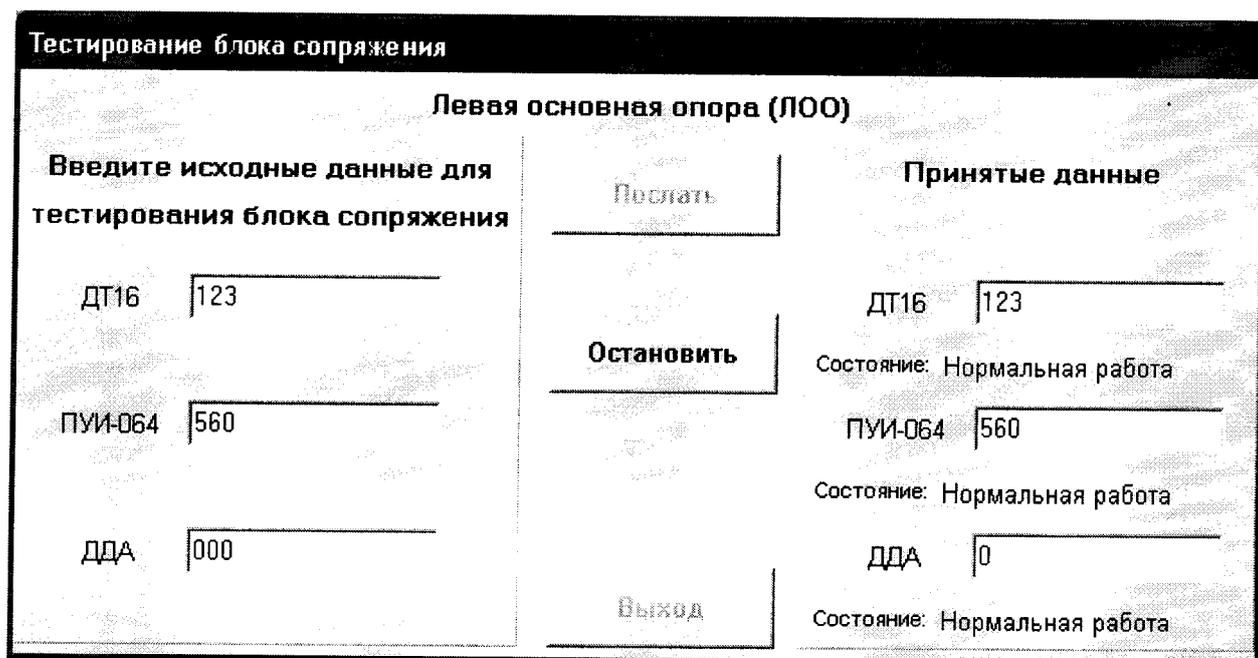 Тестирование блока сопряжения
Левая основная опора (ЛОО)
Введите исходные данные для
тестирования блока сопряжения
ДТ16 123
ПУИ-064 560
ДДА 000
Послать
Остановить
Выход
Принятые данные
ДТ16 123
Состояние: Нормальная работа
ПУИ-064 560
Состояние: Нормальная работа
ДДА 0
Состояние: Нормальная работа